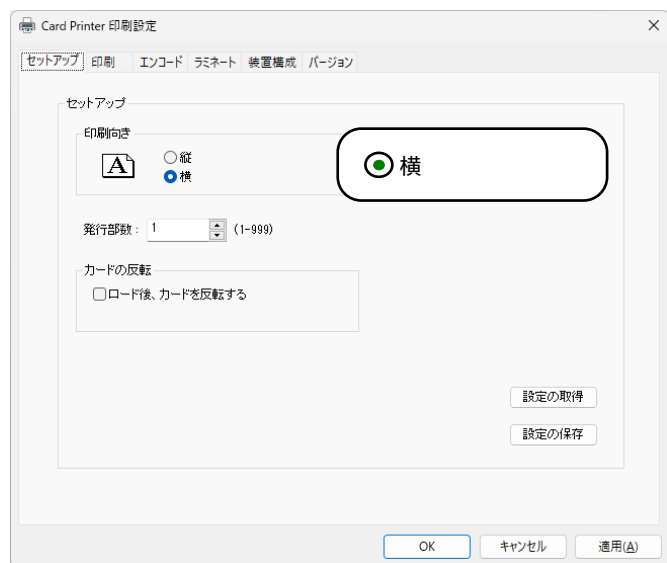 Card Printer 印刷設定
セットアップ 印刷 エンコード ラミネート 装置構成 バージョン
セットアップ
印刷向き
A
縦
横
横
発行部数: 1 (1-999)
カードの反転
ロード後、カードを反転する
設定の取得
設定の保存
OK キャンセル 適用(A)